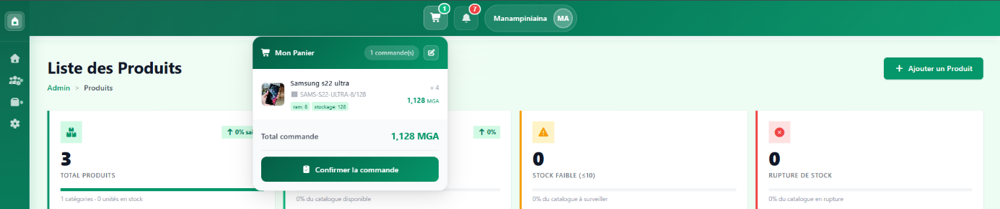 1
7
Manampiniaina MA
Mon Panier 1 commande(s)
Samsung s22 ultra
SAMS-S22-ULTRA-8/128
ram: 8 stockage: 128
× 4
1,128 MGA
Total commande 1,128 MGA
Confirmer la commande
Liste des Produits
Admin > Produits
+ Ajouter un Produit
↑ 0% sai
3
TOTAL PRODUITS
1 catégories · 0 unités en stock
↑ 0%
0% du catalogue disponible
0
STOCK FAIBLE (≤10)
0% du catalogue à surveiller
0
RUPTURE DE STOCK
0% du catalogue en rupture